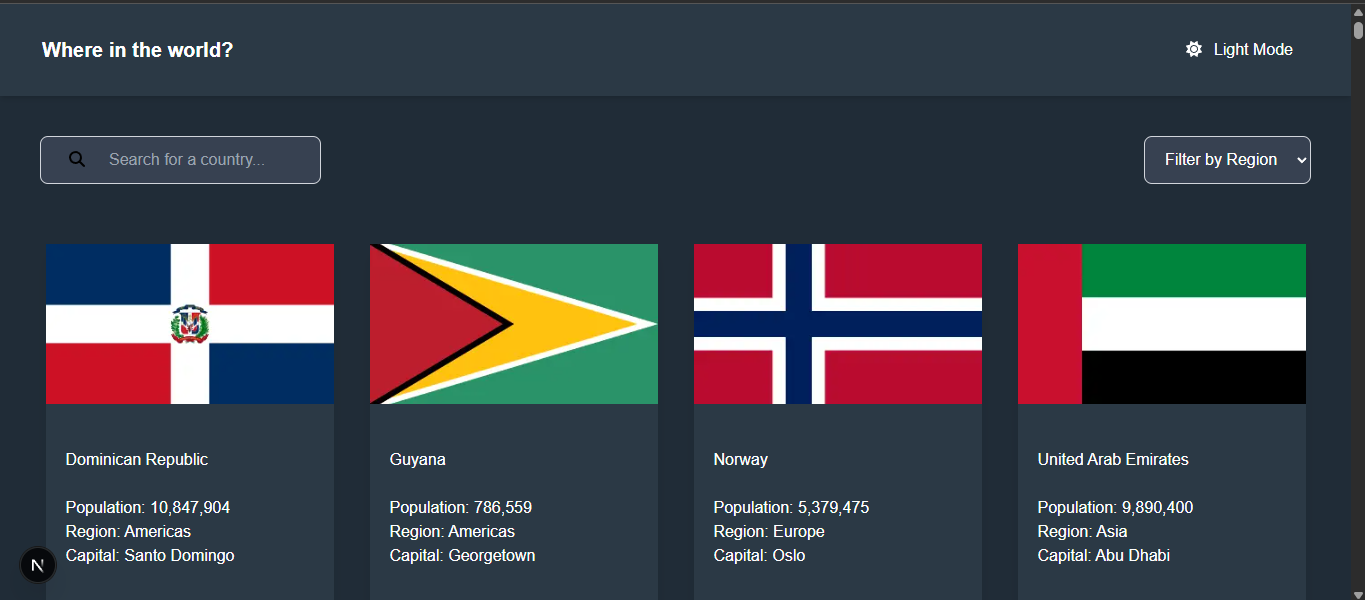 Where in the world?
Light Mode
Search for a country...
Filter by Region
Dominican Republic
Population: 10,847,904
Region: Americas
Capital: Santo Domingo
Guyana
Population: 786,559
Region: Americas
Capital: Georgetown
Norway
Population: 5,379,475
Region: Europe
Capital: Oslo
United Arab Emirates
Population: 9,890,400
Region: Asia
Capital: Abu Dhabi
N